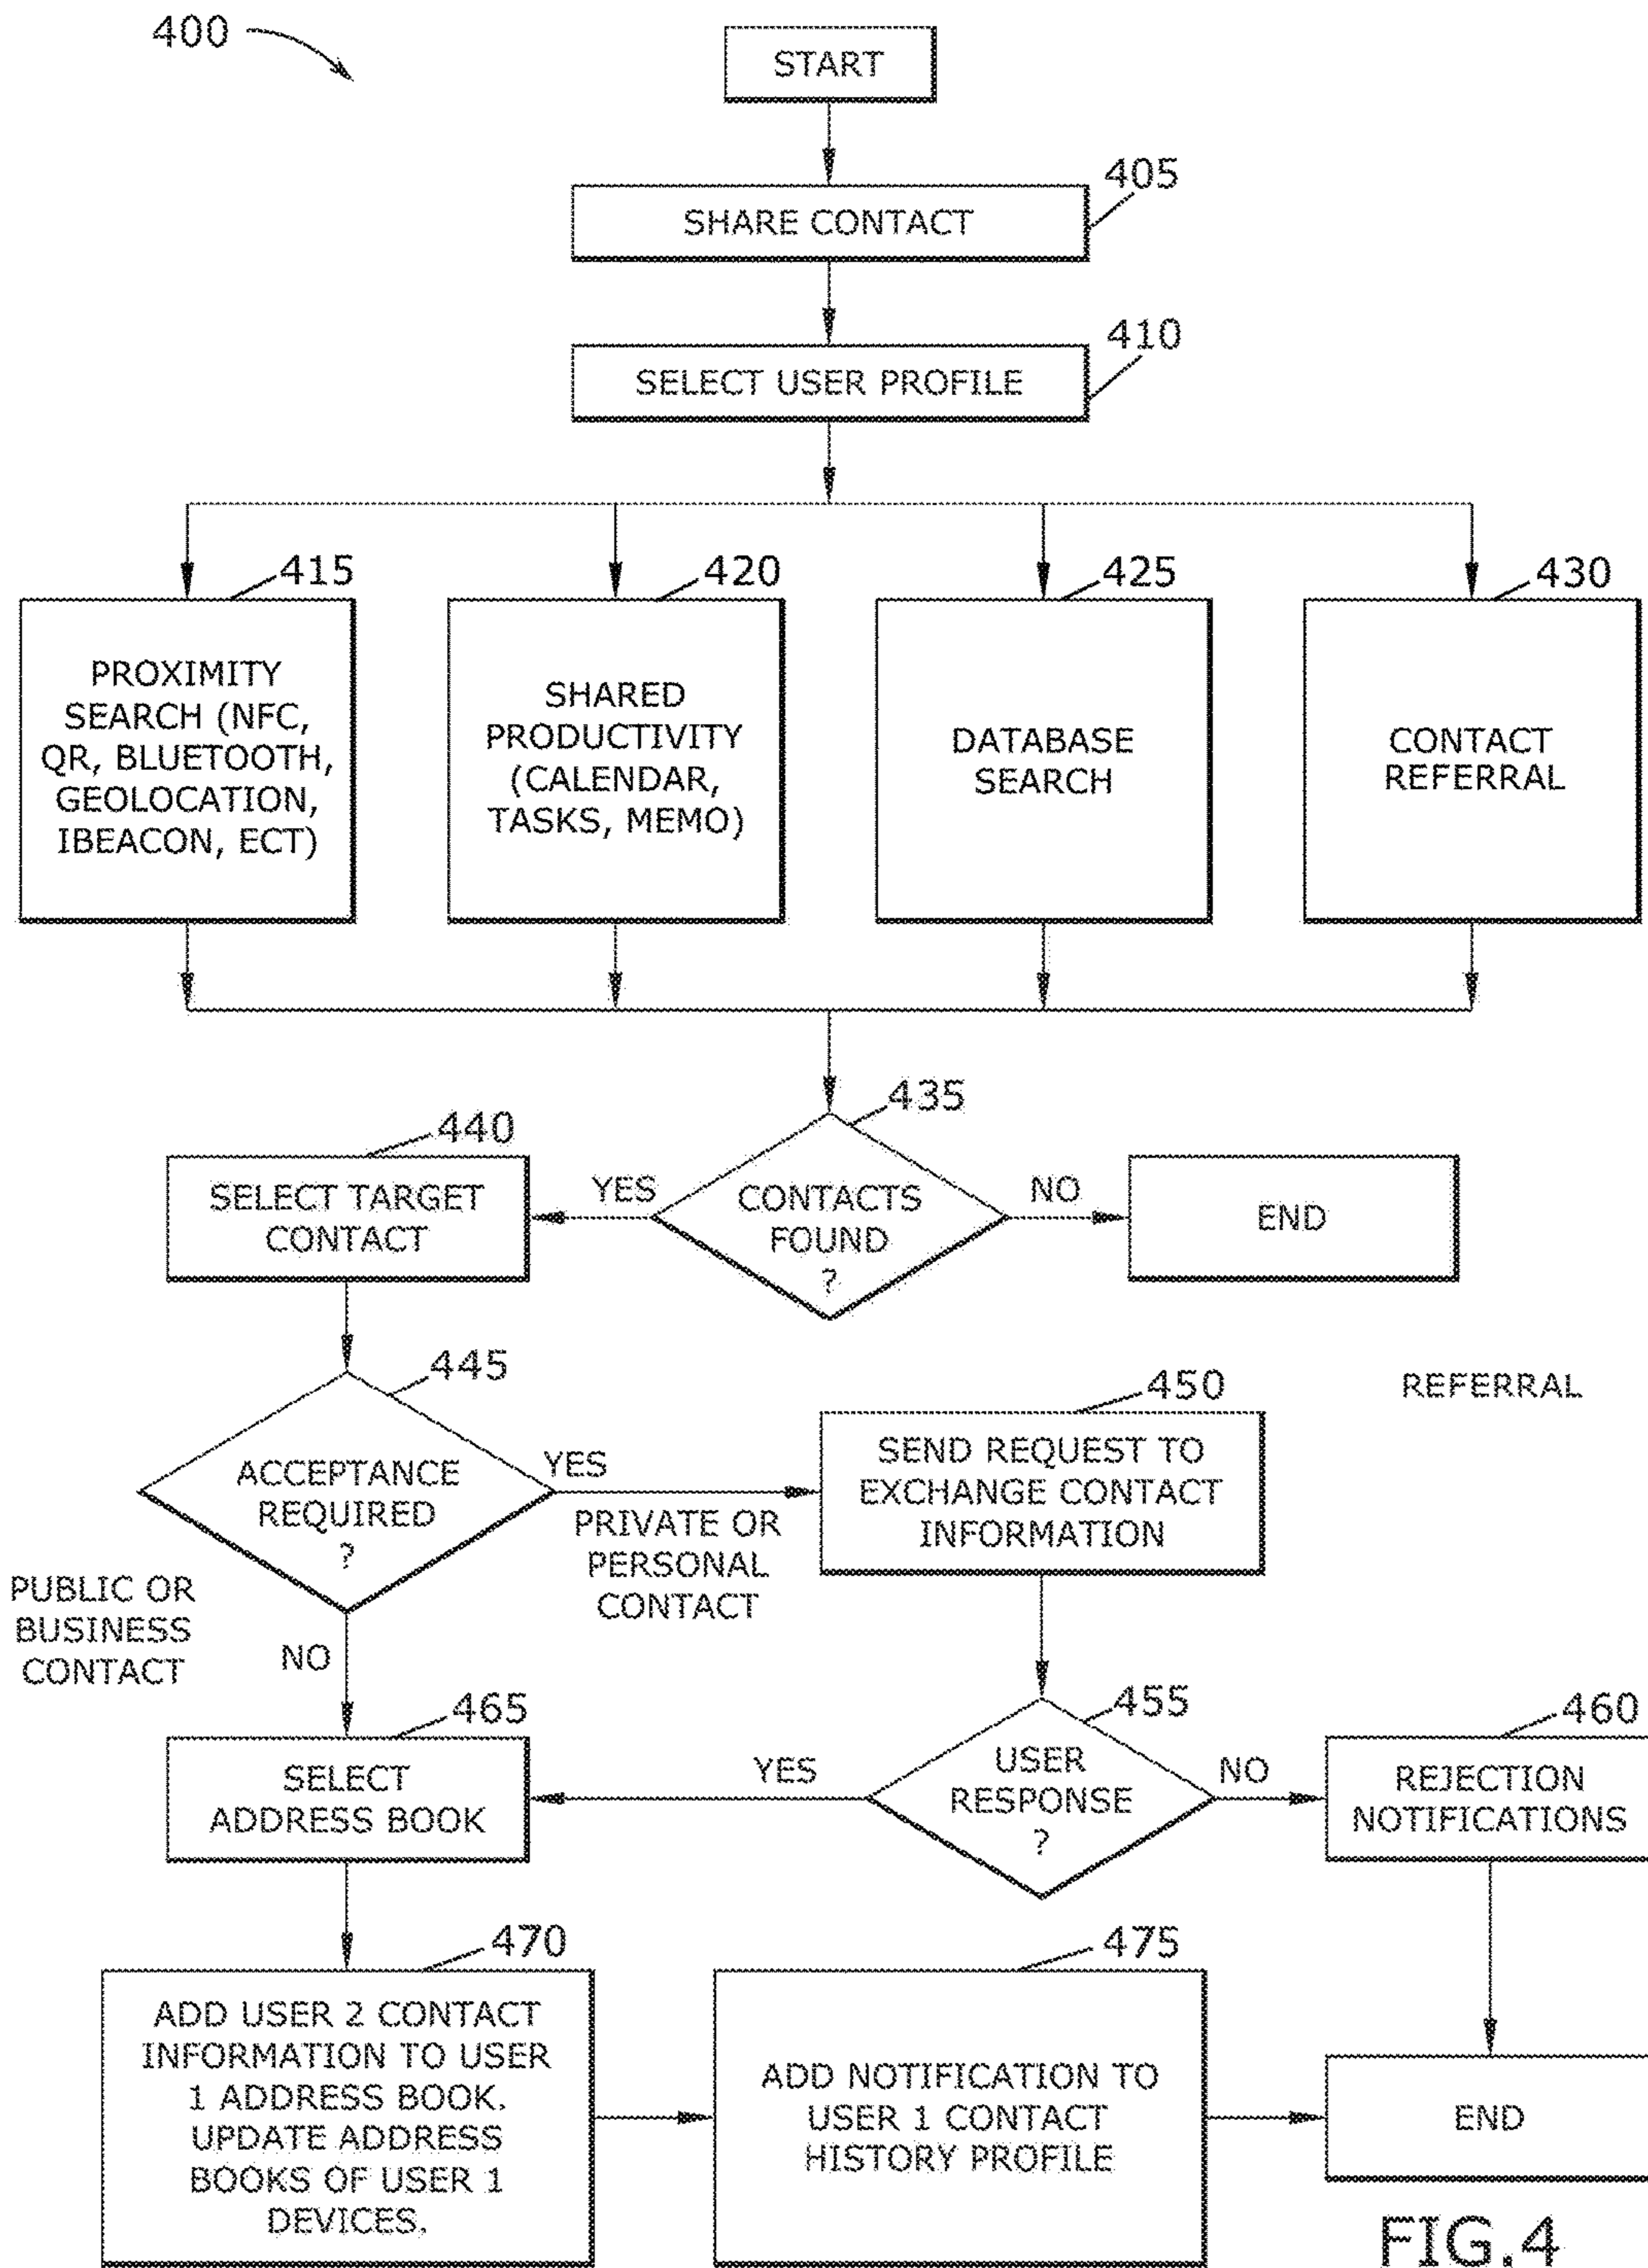 400
START
405
SHARE CONTACT
410
SELECT USER PROFILE
415
PROXIMITY
SEARCH (NFC,
QR, BLUETOOTH,
GEOLOCATION,
IBEACON, ECT)
420
SHARED
PRODUCTIVITY
(CALENDAR,
TASKS, MEMO)
425
DATABASE
SEARCH
430
CONTACT
REFERRAL
435
CONTACTS
FOUND
?
YES
NO
END
440
SELECT TARGET
CONTACT
445
ACCEPTANCE
REQUIRED
?
YES
PRIVATE OR
PERSONAL
CONTACT
450
SEND REQUEST TO
EXCHANGE CONTACT
INFORMATION
REFERRAL
PUBLIC OR
BUSINESS
CONTACT
NO
455
USER
RESPONSE
?
YES
NO
460
REJECTION
NOTIFICATIONS
465
SELECT
ADDRESS BOOK
470
ADD USER 2 CONTACT
INFORMATION TO USER
1 ADDRESS BOOK.
UPDATE ADDRESS
BOOKS OF USER 1
DEVICES.
475
ADD NOTIFICATION TO
USER 1 CONTACT
HISTORY PROFILE
END
FIG.4